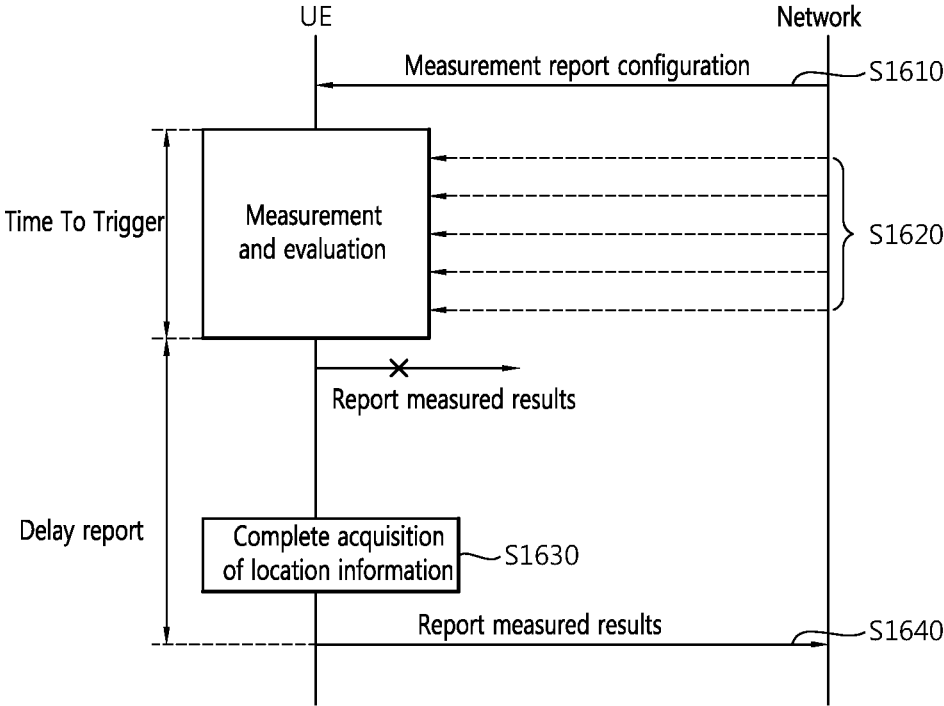 UE
Network
Measurement report configuration
S1610
Time To Trigger
Measurement
and evaluation
S1620
Report measured results
Delay report
Complete acquisition
of location information
S1630
Report measured results
S1640